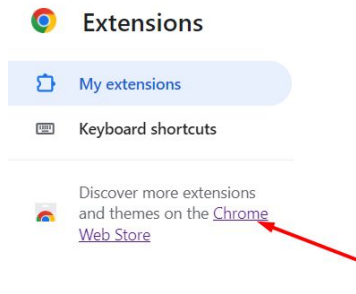 Extensions
My extensions
Keyboard shortcuts
Discover more extensions
and themes on the Chrome
Web Store